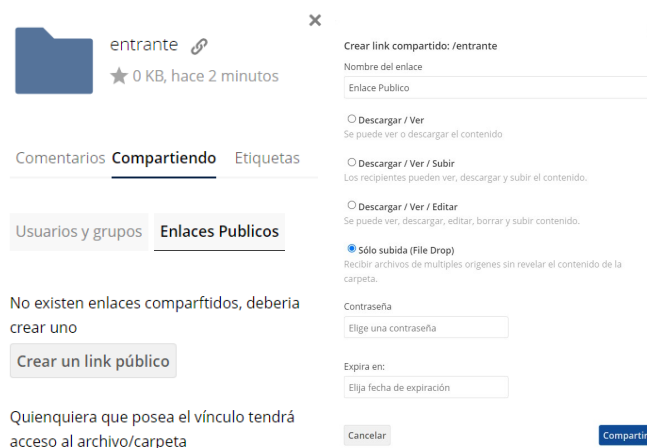 entrante
0 KB, hace 2 minutos
Comentarios Compartiendo Etiquetas
Usuarios y grupos Enlaces Publicos
No existen enlaces comparftidos, deberia
crear uno
Crear un link público
Quienquiera que posea el vínculo tendrá
acceso al archivo/carpeta
Crear link compartido: /entrante
Nombre del enlace
Enlace Publico
Descargar / Ver
Se puede ver o descargar el contenido
Descargar / Ver / Subir
Los recipientes pueden ver, descargar y subir el contenido.
Descargar / Ver / Editar
Se puede ver, descargar, editar, borrar y subir contenido.
Sólo subida (File Drop)
Recibir archivos de multiples origenes sin revelar el contenido de la
carpeta.
Contraseña
Elige una contraseña
Expira en:
Elija fecha de expiración
Cancelar
Compartir